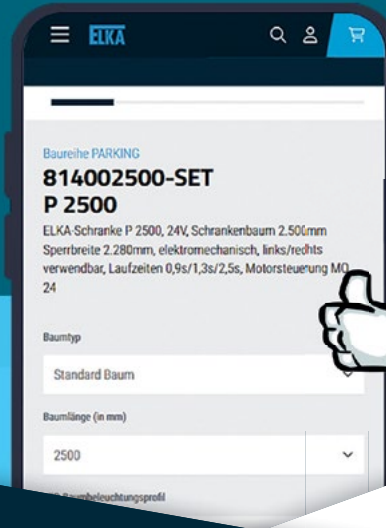 ELKA
Baureihe PARKING
814002500-SET
P 2500
ELKA-Schranke P 2500, 24V, Schrankenbaum 2.500mm
Sperrbreite 2.280mm, elektromechanisch, links/rechts
verwendbar, Laufzeiten 0,9s/1,3s/2,5s, Motorsteuerung MO
24
Baumtyp
Standard Baum
Baumlänge (in mm)
2500
Baumbeleuchtungsprofil